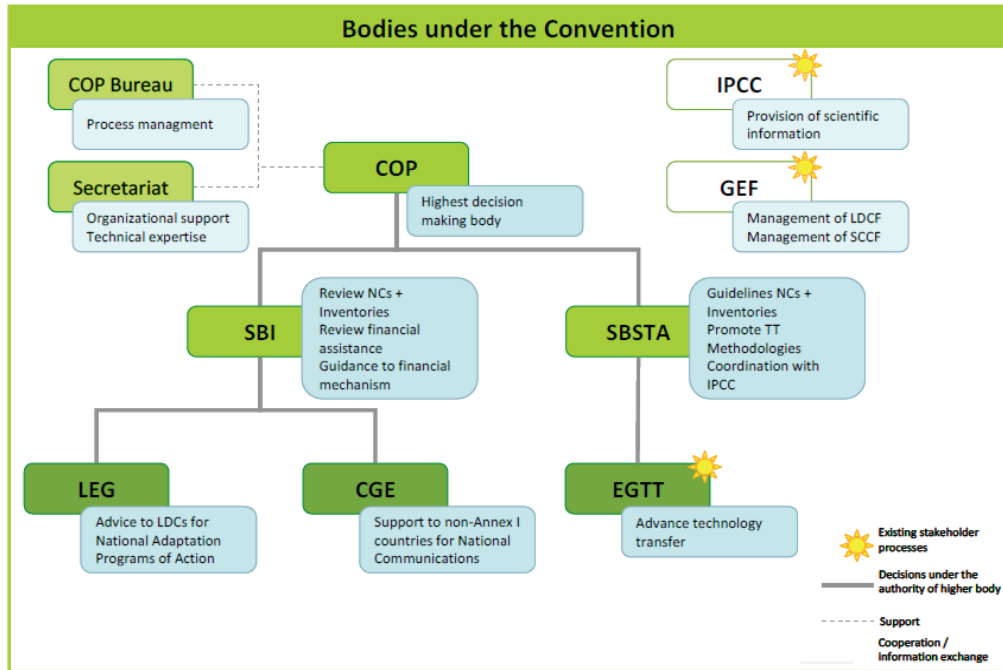 Bodies under the Convention
COP Bureau
Process managment
Secretariat
Organizational support
Technical expertise
COP
Highest decision
making body
IPCC
Provision of scientific
information
GEF
Management of LDCF
Management of SCCF
SBI
Review NCs +
Inventories
Review financial
assistance
Guidance to financial
mechanism
SBSTA
Guidelines NCs +
Inventories
Promote TT
Methodologies
Coordination with
IPCC
LEG
Advice to LDCs for
National Adaptation
Programs of Action
CGE
Support to non-Annex I
countries for National
Communications
EGTT
Advance technology
transfer
Existing stakeholder
processes
Decisions under the
authority of higher body
Support
Cooperation /
information exchange